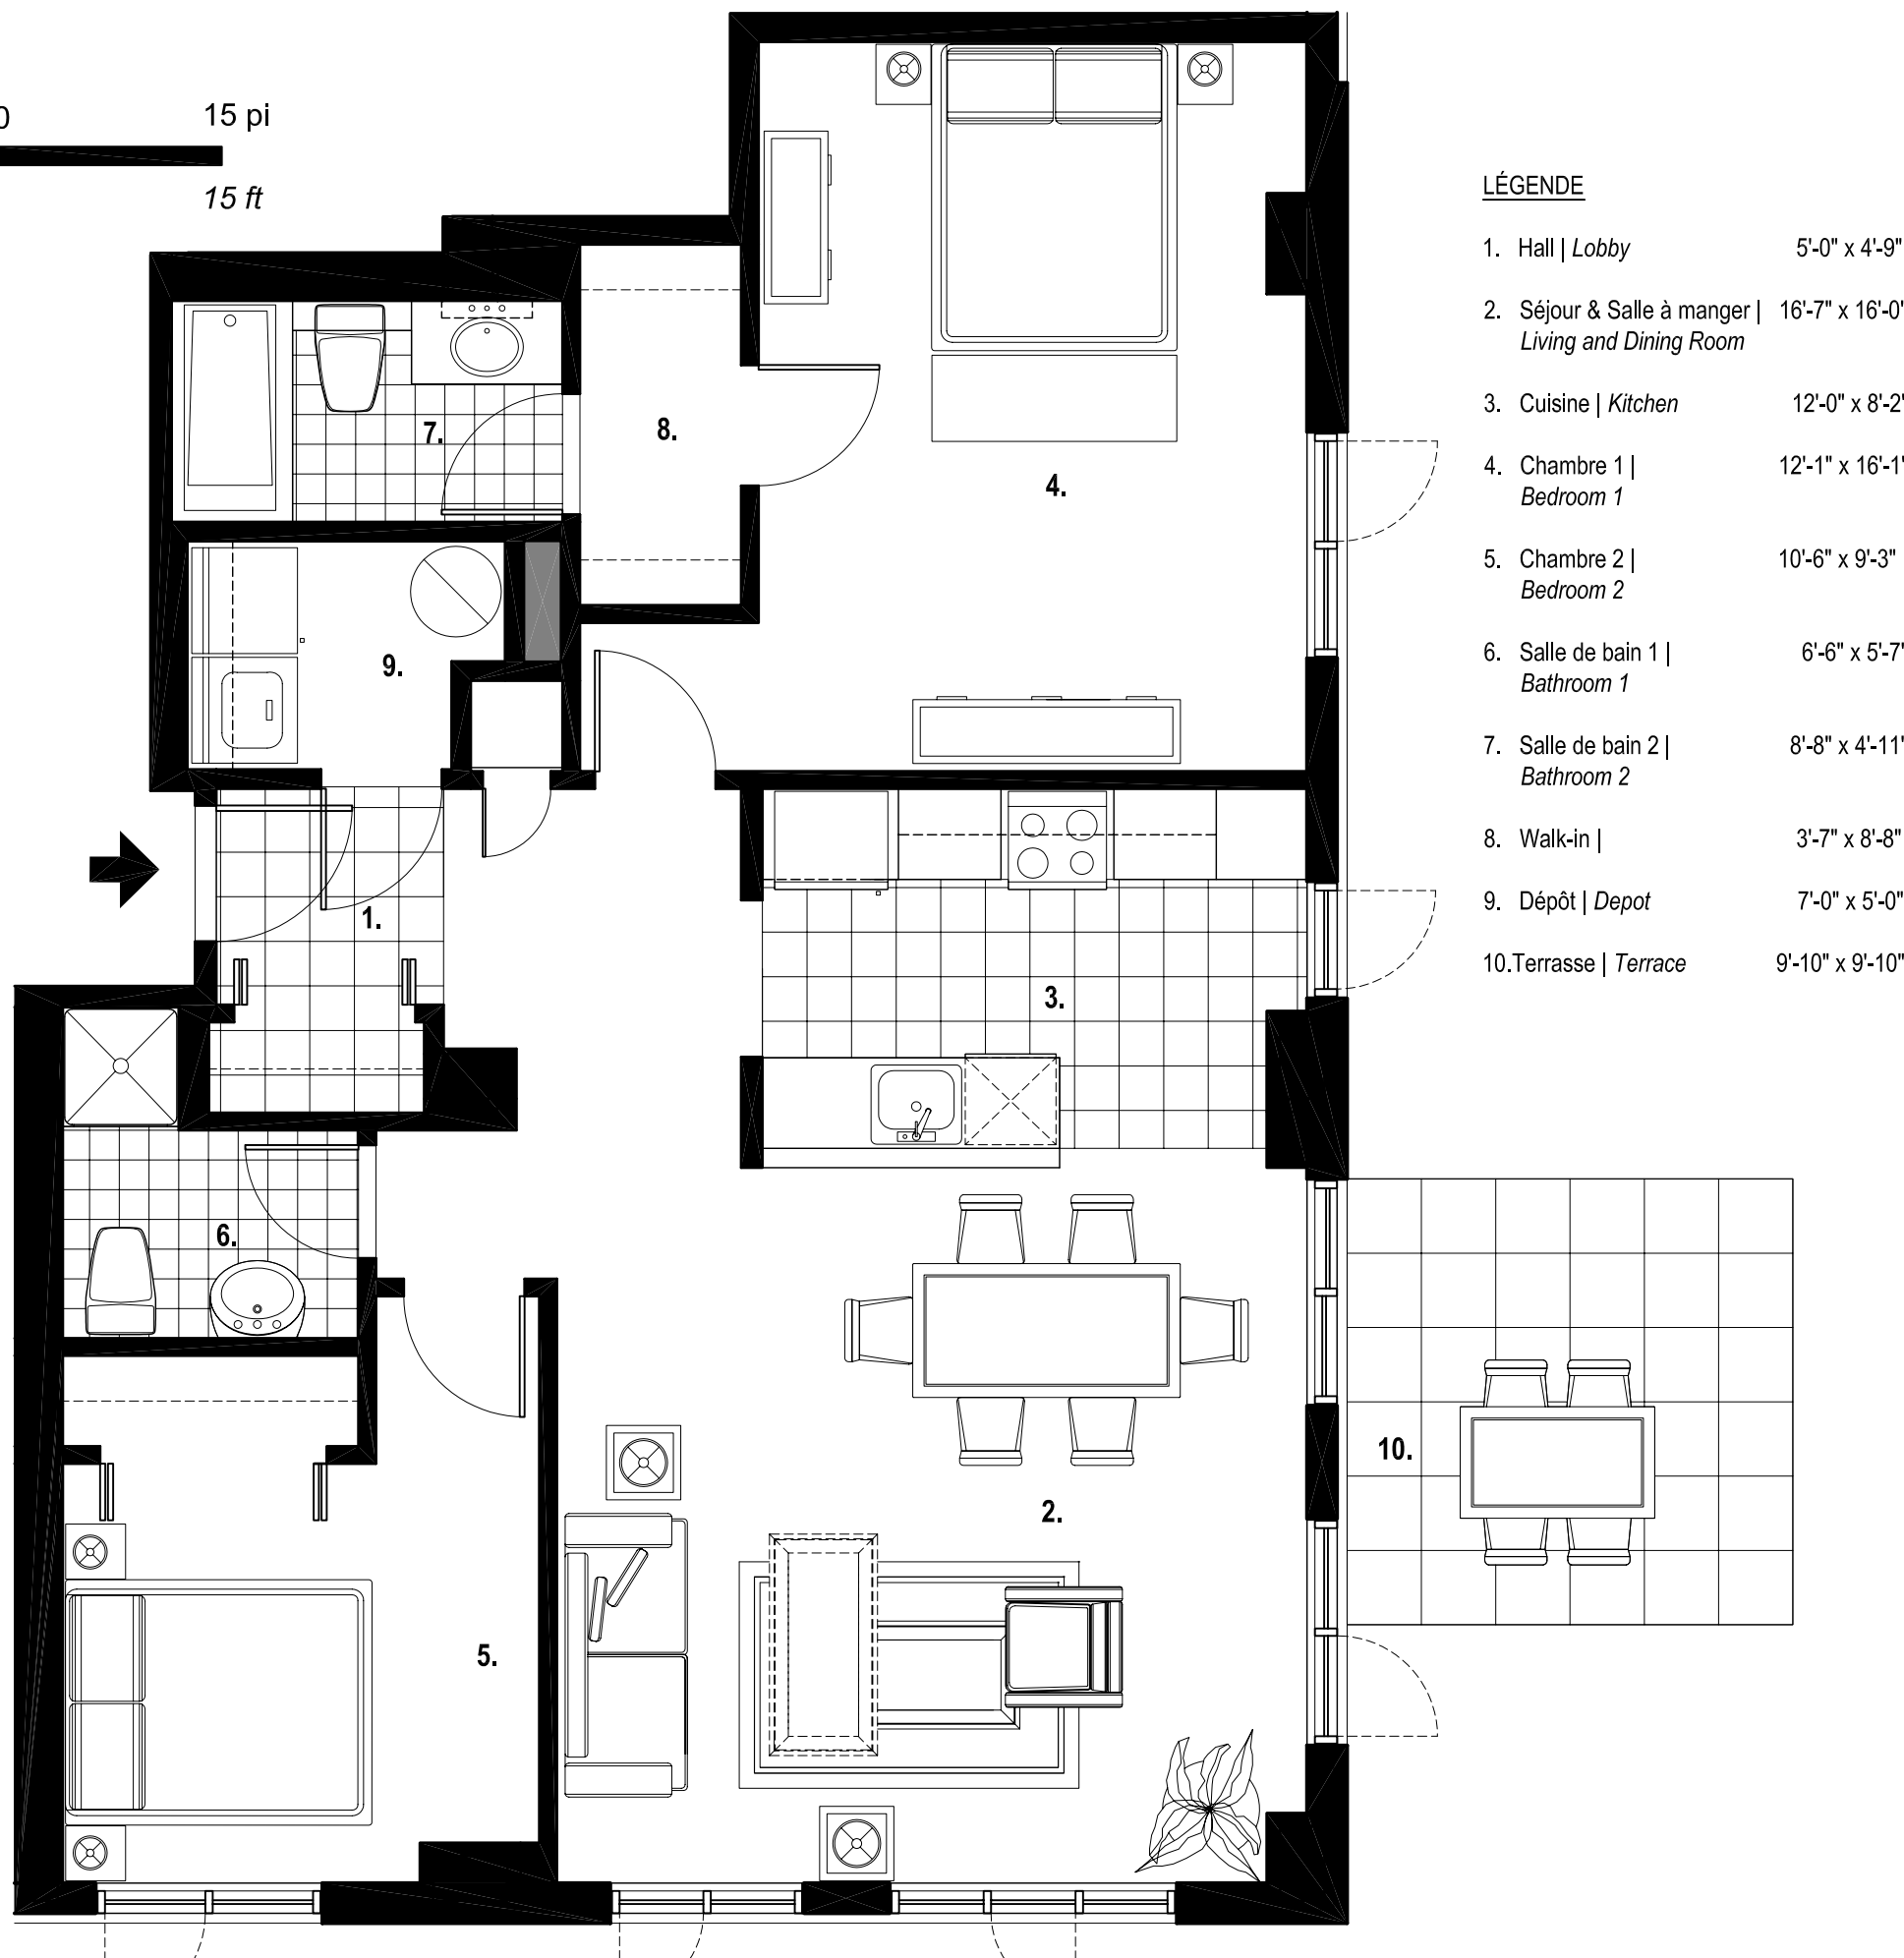 0 15 pi
15 ft
LÉGENDE
1. Hall | Lobby 5'-0" x 4'-9"
2. Séjour & Salle à manger | 16'-7" x 16'-0"
Living and Dining Room
3. Cuisine | Kitchen 12'-0" x 8'-2"
4. Chambre 1 | 12'-1" x 16'-1"
Bedroom 1
5. Chambre 2 | 10'-6" x 9'-3"
Bedroom 2
6. Salle de bain 1 | 6'-6" x 5'-7"
Bathroom 1
7. Salle de bain 2 | 8'-8" x 4'-11"
Bathroom 2
8. Walk-in | 3'-7" x 8'-8"
9. Dépôt | Depot 7'-0" x 5'-0"
10.Terrasse | Terrace 9'-10" x 9'-10"
7.
8.
4.
9.
1.
3.
6.
10.
2.
5.